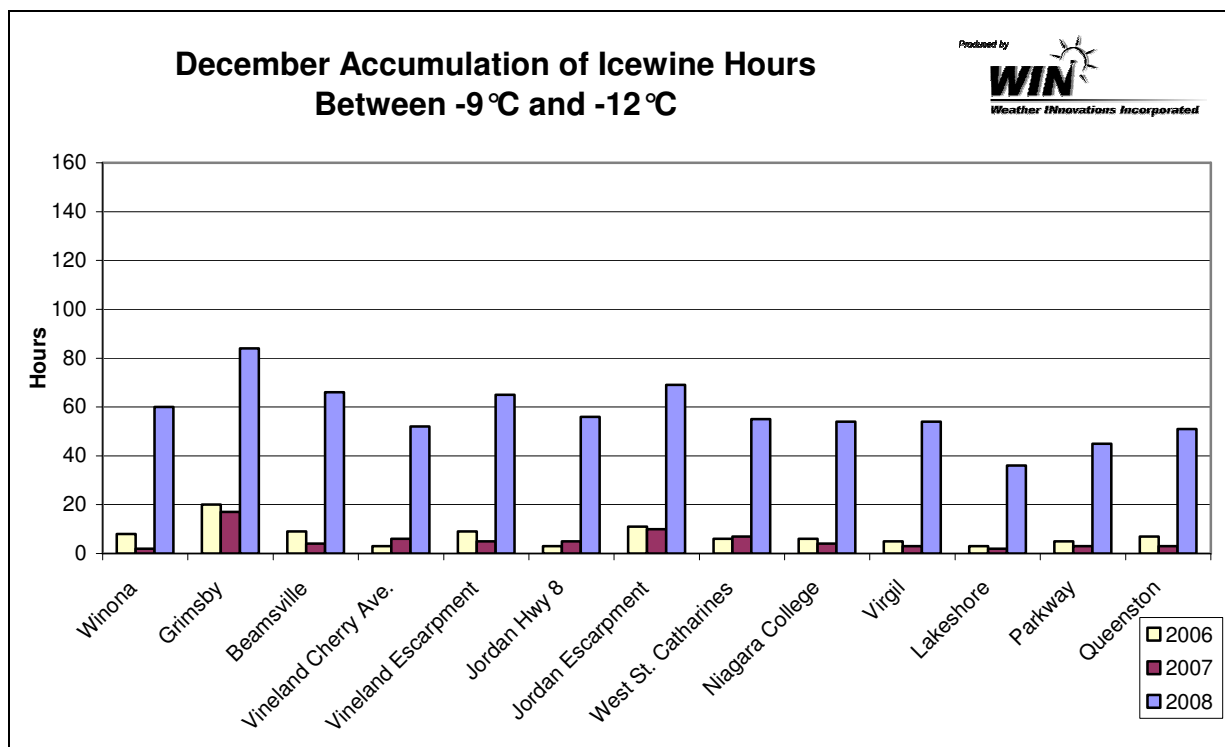 December Accumulation of Icewine Hours
Between -9°C and -12°C
Produced by
WIN
Weather INnovations Incorporated
Hours
160
140
120
100
80
60
40
20
0
Winona
Grimsby
Beamsville
Vineland Cherry Ave.
Vineland Escarpment
Jordan Hwy 8
Jordan Escarpment
West St. Catharines
Niagara College
Virgil
Lakeshore
Parkway
Queenston
2006
2007
2008